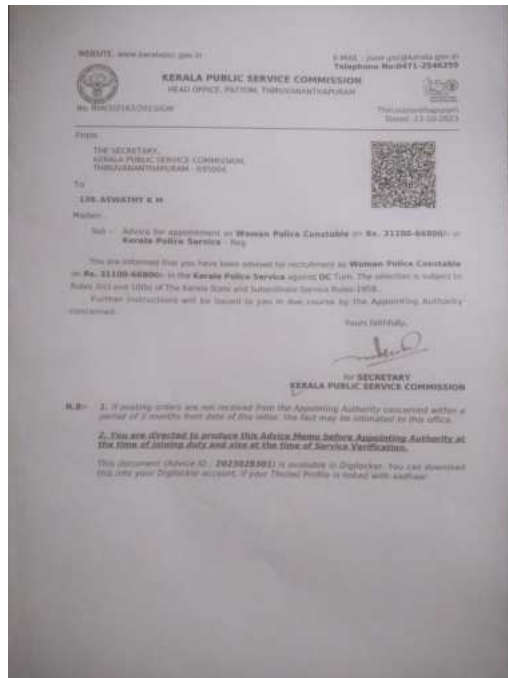 WEBSITE: www.keralapsc.gov.in
E-MAIL :
Telephone No:0471-2546255
KERALA PUBLIC SERVICE COMMISSION
HEAD OFFICE, PATTOM, THIRUVANANTHAPURAM
No.
Thiruvananthapuram
Dated :
From
THE SECRETARY,
KERALA PUBLIC SERVICE COMMISSION,
THIRUVANANTHAPURAM - 695004
To
ASWATHY K M
Madam,
Sub :- Advice for appointment as Woman Police Constable on Rs. 31100-66800/- in
Kerala Police Service - Reg
You are informed that you have been advised for recruitment as Woman Police Constable
on Rs. 31100-66800/- in the Kerala Police Service against OC Turn. The selection is subject to
Rules 3(c) and 10(b) of The Kerala State and Subordinate Service Rules-1958.
Further instructions will be issued to you in due course by the Appointing Authority
concerned.
Yours faithfully,
for SECRETARY
KERALA PUBLIC SERVICE COMMISSION
N.B:- 1. If posting orders are not received from the Appointing Authority concerned within a
period of 3 months from date of this letter, the fact may be intimated to this office.
2. You are directed to produce this Advice Memo before Appointing Authority at
the time of joining duty and also at the time of Service Verification.
This document (Advice ID : 2023028301) is available in Digilocker. You can download
this into your Digilocker account, if your Thulasi Profile is linked with aadhaar.